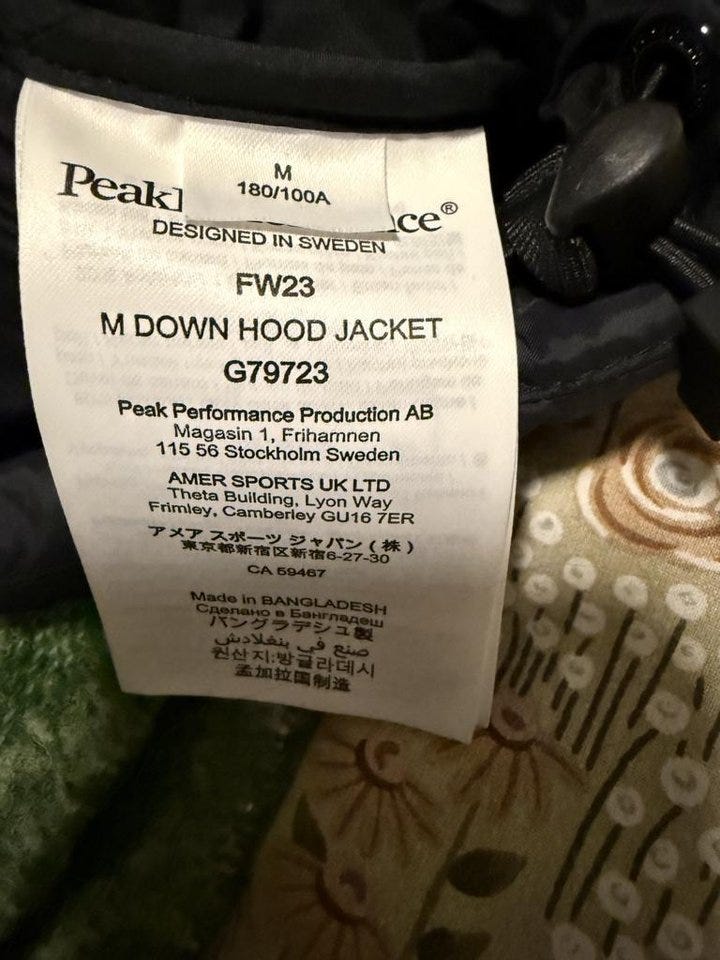 M
180/100A
Peak ce®
DESIGNED IN SWEDEN
FW23
M DOWN HOOD JACKET
G79723
Peak Performance Production AB
Magasin 1, Frihamnen
115 56 Stockholm Sweden
AMER SPORTS UK LTD
Theta Building, Lyon Way
Frimley, Camberley GU16 7ER
アメア スポーツ ジャパン ( 株 )
東京都新宿区新宿6-27-30
CA 59467
Made in BANGLADESH
Сделано в Бангладеш
バングラデシュ製
صنع في بنغلادش
원산지:방글라데시
孟加拉国制造